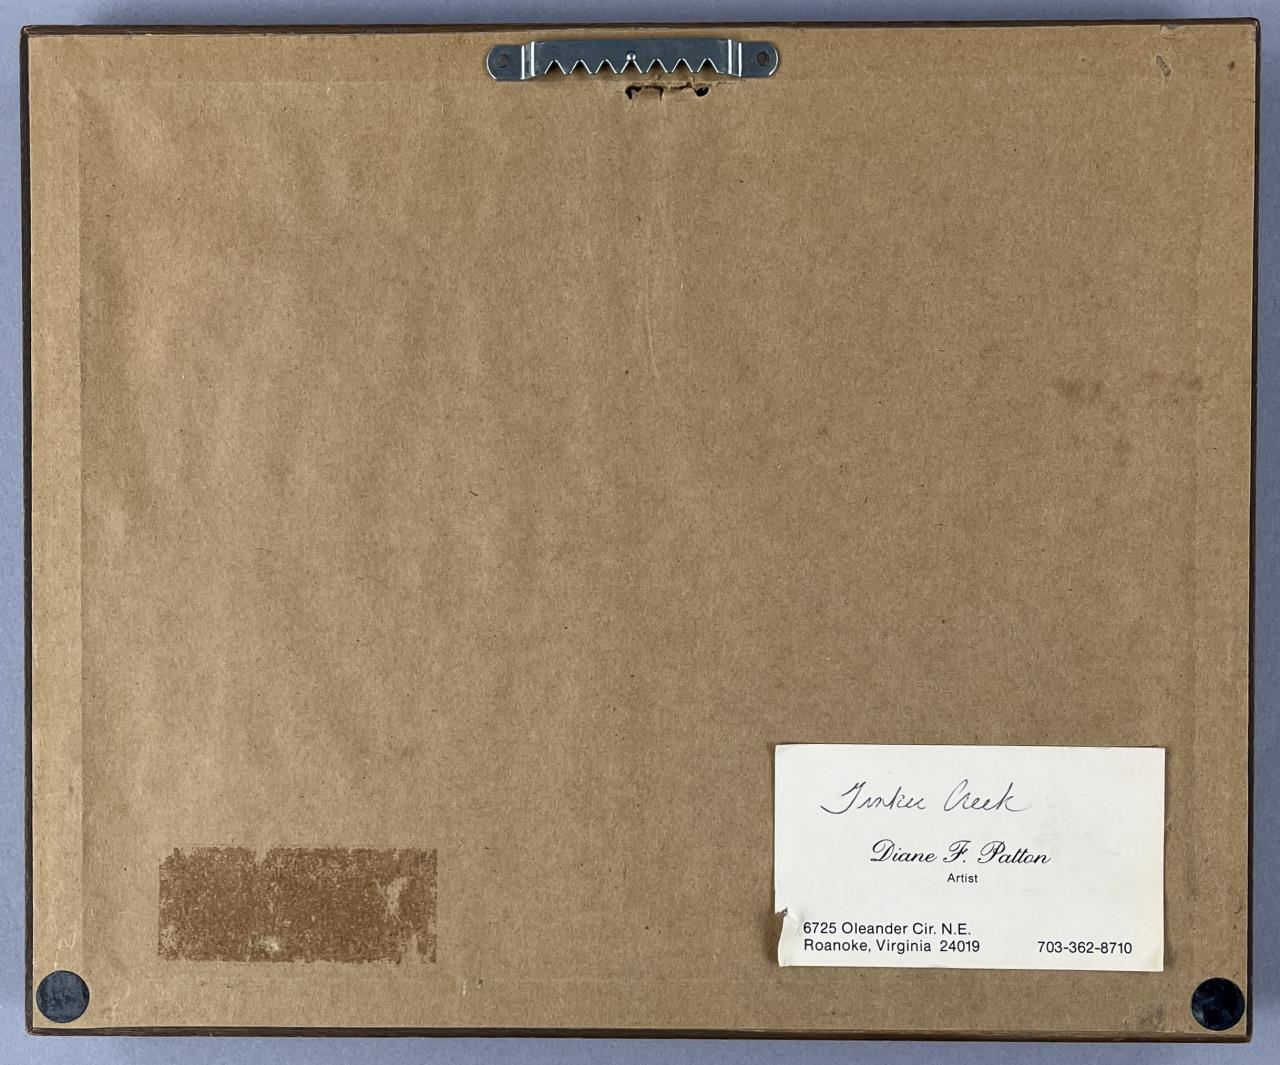 Tinker Creek
Diane F. Patton
Artist
6725 Oleander Cir. N.E.
Roanoke, Virginia 24019
703-362-8710